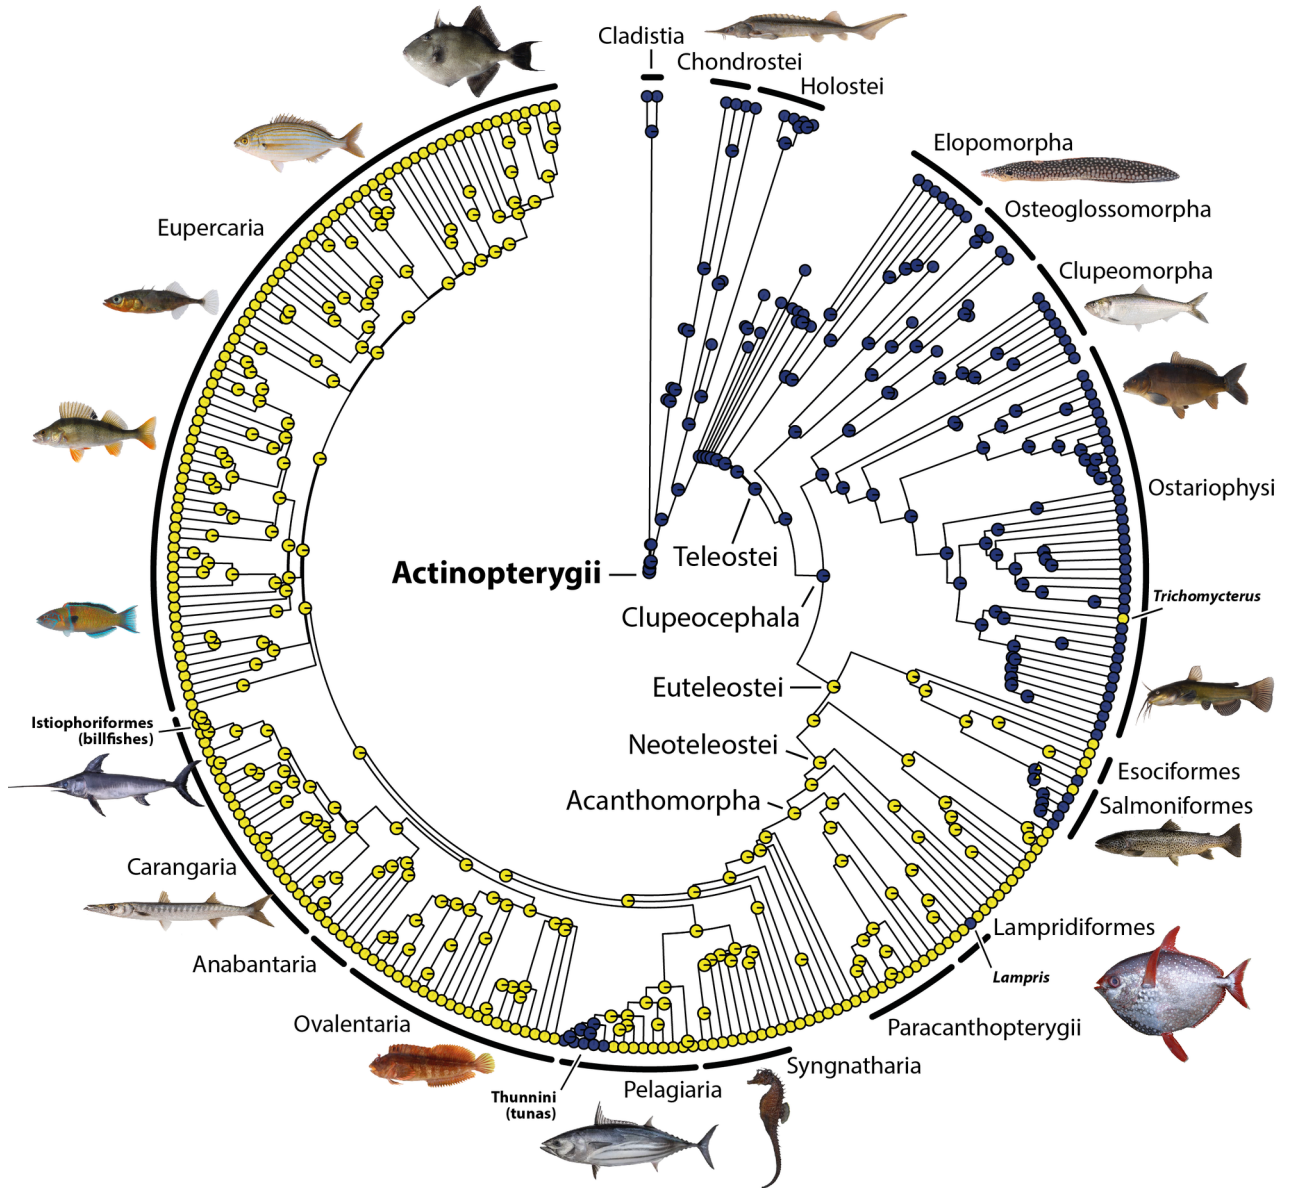 Cladistia
Chondrostei
Holostei
Elopomorpha
Osteoglossomorpha
Clupeomorpha
Eupercaria
Ostariophysi
Teleostei
Actinopterygii
Trichomycterus
Clupeocephala
Euteleostei
Istiophoriformes
(billfishes)
Neoteleostei
Esociformes
Acanthomorpha
Salmoniformes
Carangaria
Lampridiformes
Anabantaria
Lampris
Ovalentaria
Paracanthopterygii
Syngnatharia
Pelagiaria
Thunnini
(tunas)